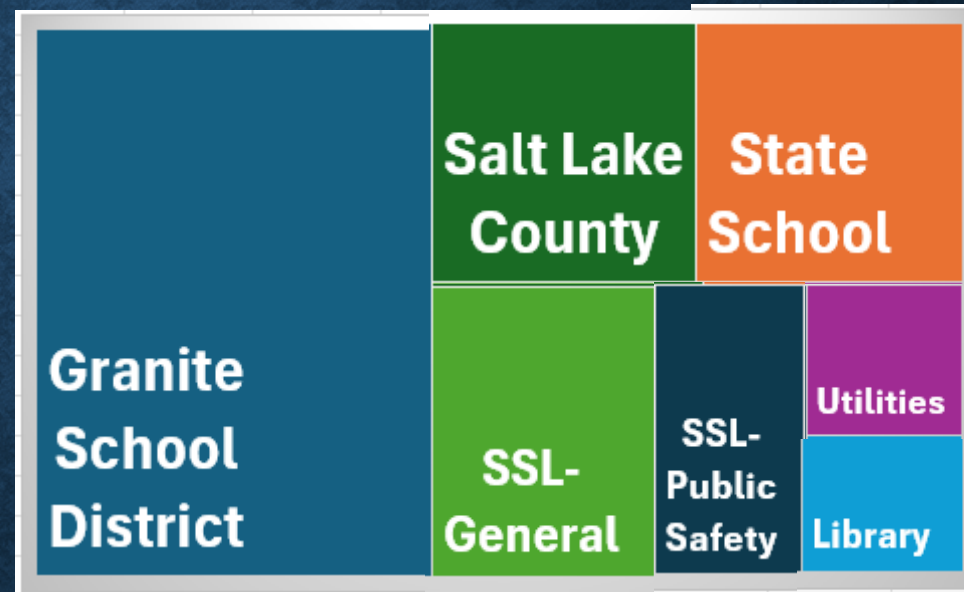 Granite
School
District
Salt Lake
County
State
School
SSL-
General
SSL-
Public
Safety
Utilities
Library